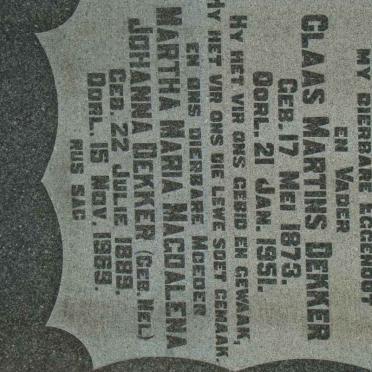 MY DIERBARE EGGENOOT
EN VADER
CLAAS MARTINS DEKKER
GEB. 17 MEI 1873.
OORL. 21 JAN. 1951.
HY HET VIR ONS GEBID EN GEWAAK,
HY HET VIR ONS DIE LEWE SOET GEMAAK.
EN ONS DIERBARE MOEDER
MARTHA MARIA MAGDALENA
JOHANNA DEKKER (GEB. NEL)
GEB. 22 JULIE 1889.
OORL. 15 NOV. 1969.
RUS SAG